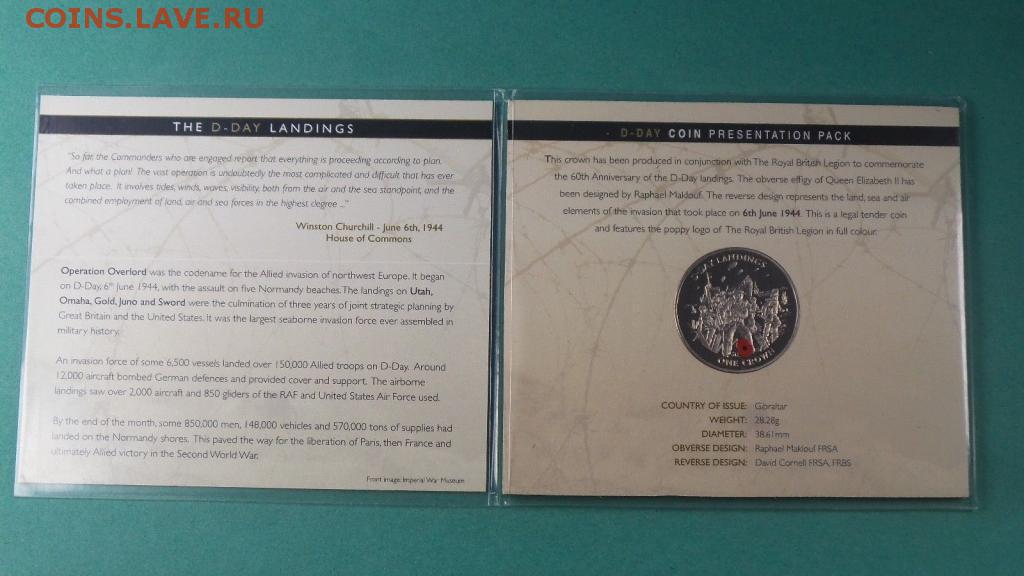 COINS.LAVE.RU
THE D-DAY LANDINGS
"So far, the Commanders who are engaged report that everything is proceeding according to plan.
And what a plan! The vast operation is undoubtedly the most complicated and difficult that has ever
taken place. It involves tides, winds, waves, visibility, both from the air and the sea standpoint, and the
combined employment of land, air and sea forces in the highest degree ..."
Winston Churchill - June 6th, 1944
House of Commons
Operation Overlord was the codename for the Allied invasion of northwest Europe. It began
on D-Day, 6th June 1944, with the assault on five Normandy beaches. The landings on Utah,
Omaha, Gold, Juno and Sword were the culmination of three years of joint strategic planning by
Great Britain and the United States. It was the largest seaborne invasion force ever assembled in
military history.
An invasion force of some 6,500 vessels landed over 150,000 Allied troops on D-Day. Around
12,000 aircraft bombed German defences and provided cover and support. The airborne
landings saw over 2,000 aircraft and 850 gliders of the RAF and United States Air Force used.
By the end of the month, some 850,000 men, 148,000 vehicles and 570,000 tons of supplies had
landed on the Normandy shores. This paved the way for the liberation of Paris, then France and
ultimately Allied victory in the Second World War.
Front image: Imperial War Museum
D-DAY COIN PRESENTATION PACK
This crown has been produced in conjunction with The Royal British Legion to commemorate
the 60th Anniversary of the D-Day landings. The obverse effigy of Queen Elizabeth II has
been designed by Raphael Maklouf. The reverse design represents the land, sea and air
elements of the invasion that took place on 6th June 1944. This is a legal tender coin
and features the poppy logo of The Royal British Legion in full colour.
D-DAY LANDINGS
ONE CROWN
COUNTRY OF ISSUE: Gibraltar
WEIGHT: 28.28g
DIAMETER: 38.61mm
OBVERSE DESIGN: Raphael Maklouf FRSA
REVERSE DESIGN: David Cornell FRSA, FRBS